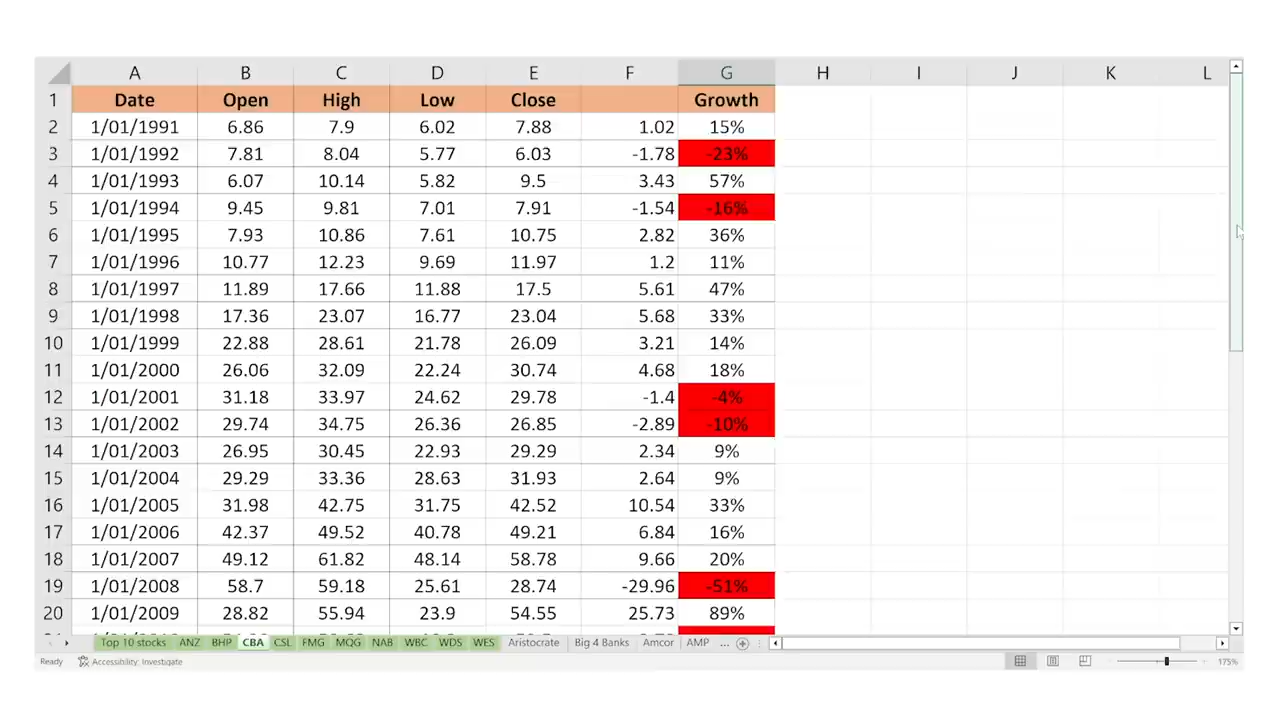 A B C D E F G H I J K L
1 Date Open High Low Close Growth
2 1/01/1991 6.86 7.9 6.02 7.88 1.02 15%
3 1/01/1992 7.81 8.04 5.77 6.03 -1.78 -23%
4 1/01/1993 6.07 10.14 5.82 9.5 3.43 57%
5 1/01/1994 9.45 9.81 7.01 7.91 -1.54 -16%
6 1/01/1995 7.93 10.86 7.61 10.75 2.82 36%
7 1/01/1996 10.77 12.23 9.69 11.97 1.2 11%
8 1/01/1997 11.89 17.66 11.88 17.5 5.61 47%
9 1/01/1998 17.36 23.07 16.77 23.04 5.68 33%
10 1/01/1999 22.88 28.61 21.78 26.09 3.21 14%
11 1/01/2000 26.06 32.09 22.24 30.74 4.68 18%
12 1/01/2001 31.18 33.97 24.62 29.78 -1.4 -4%
13 1/01/2002 29.74 34.75 26.36 26.85 -2.89 -10%
14 1/01/2003 26.95 30.45 22.93 29.29 2.34 9%
15 1/01/2004 29.29 33.36 28.63 31.93 2.64 9%
16 1/01/2005 31.98 42.75 31.75 42.52 10.54 33%
17 1/01/2006 42.37 49.52 40.78 49.21 6.84 16%
18 1/01/2007 49.12 61.82 48.14 58.78 9.66 20%
19 1/01/2008 58.7 59.18 25.61 28.74 -29.96 -51%
20 1/01/2009 28.82 55.94 23.9 54.55 25.73 89%
Top 10 stocks ANZ BHP CBA CSL FMG MQG NAB WBC WDS WES Aristocrate Big 4 Banks Amcor AMP ...
Ready Accessibility: Investigate 175%